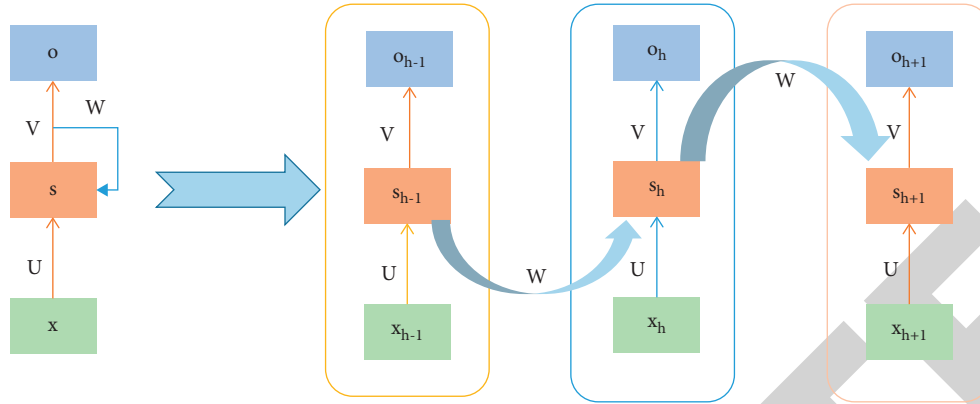 o
W
V
s
U
x
o_{h-1}
V
s_{h-1}
U
x_{h-1}
W
o_h
V
s_h
U
x_h
W
o_{h+1}
V
s_{h+1}
U
x_{h+1}